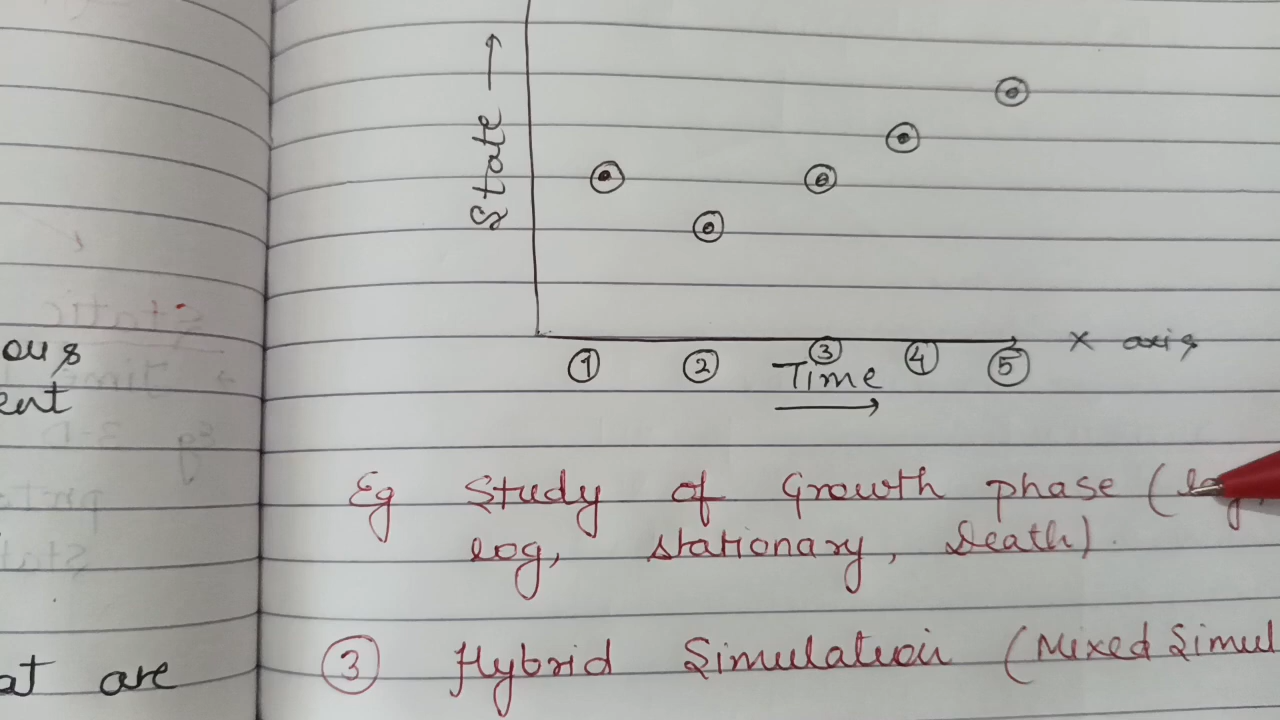 State →
x axis
① ② ③ ④ ⑤
Time
ous
ent
Eg Study of Growth phase (
log, stationary, Death).
at are
③ Hybrid Simulation (Mixed Simul